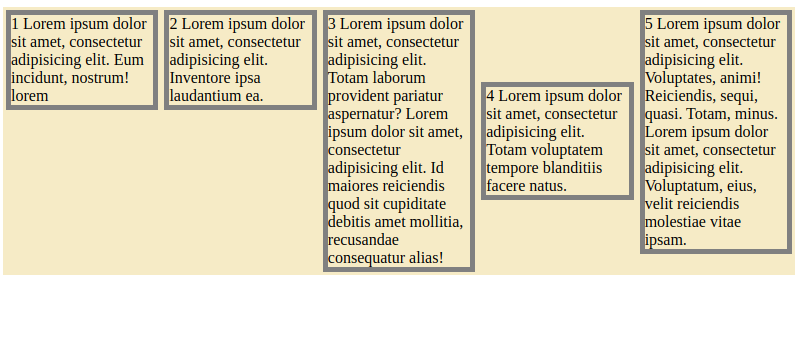 1 Lorem ipsum dolor
sit amet, consectetur
adipisicing elit. Eum
incidunt, nostrum!
lorem
2 Lorem ipsum dolor
sit amet, consectetur
adipisicing elit.
Inventore ipsa
laudantium ea.
3 Lorem ipsum dolor
sit amet, consectetur
adipisicing elit.
Totam laborum
provident pariatur
aspernatur? Lorem
ipsum dolor sit amet,
consectetur
adipisicing elit. Id
maiores reiciendis
quod sit cupiditate
debitis amet mollitia,
recusandae
consequatur alias!
4 Lorem ipsum dolor
sit amet, consectetur
adipisicing elit.
Totam voluptatem
tempore blanditiis
facere natus.
5 Lorem ipsum dolor
sit amet, consectetur
adipisicing elit.
Voluptates, animi!
Reiciendis, sequi,
quasi. Totam, minus.
Lorem ipsum dolor
sit amet, consectetur
adipisicing elit.
Voluptatum, eius,
velit reiciendis
molestiae vitae
ipsam.